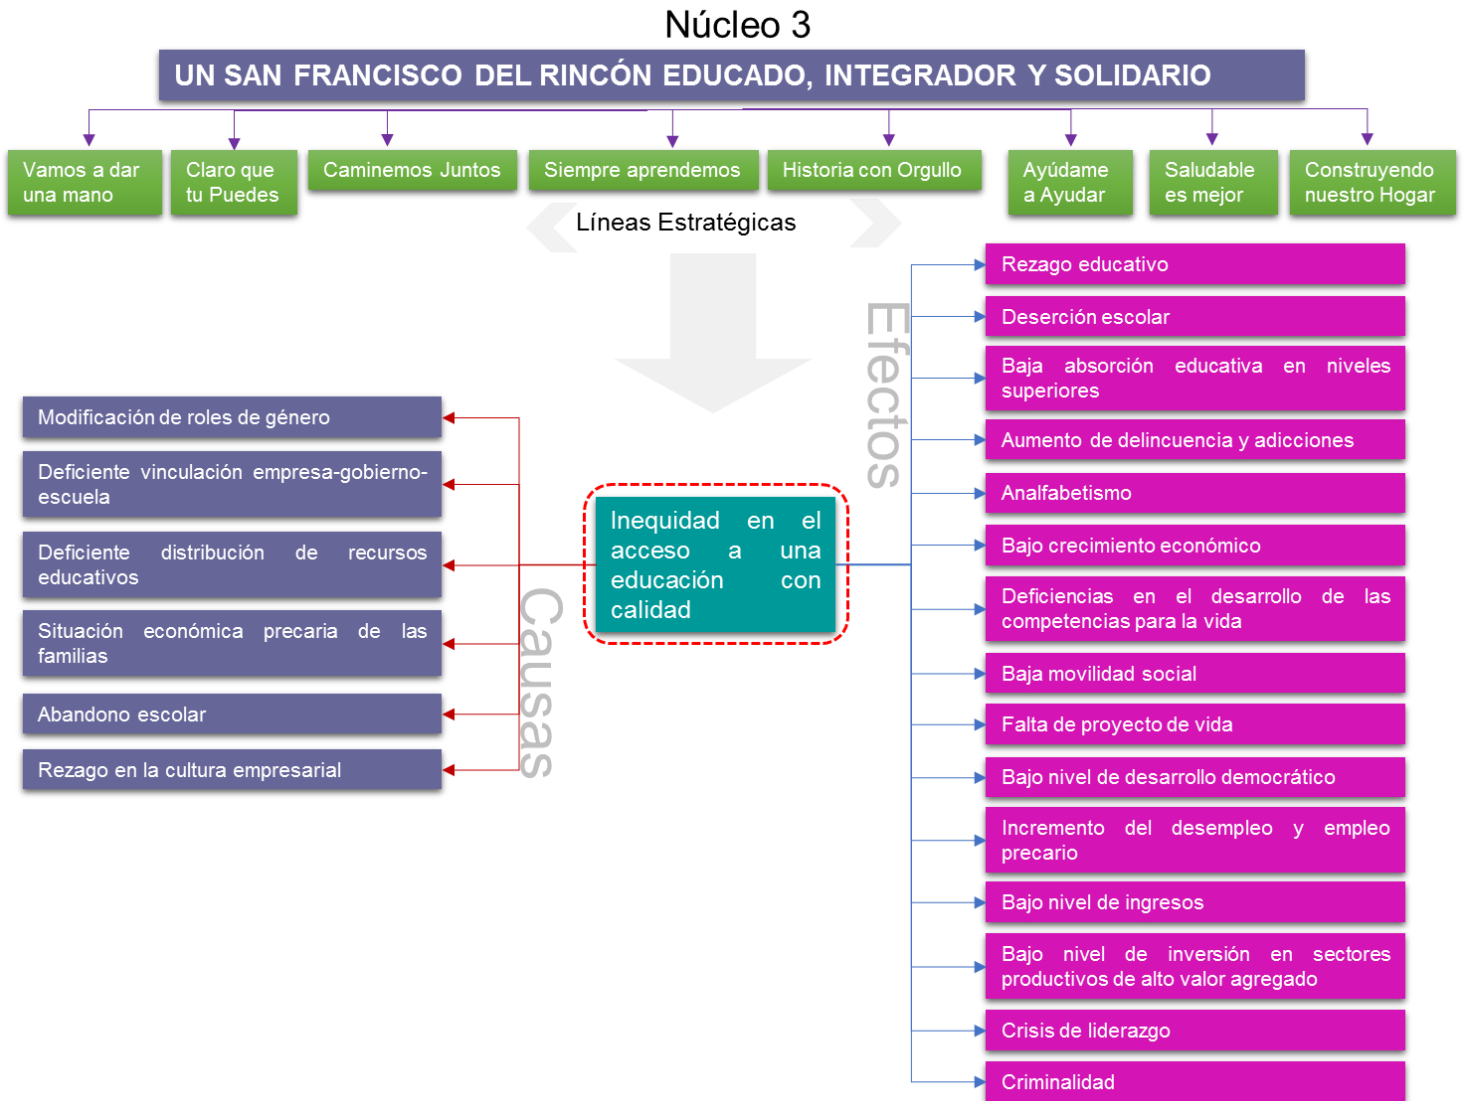 Núcleo 3
UN SAN FRANCISCO DEL RINCÓN EDUCADO, INTEGRADOR Y SOLIDARIO
Vamos a dar
una mano
Claro que
tu Puedes
Caminemos Juntos
Siempre aprendemos
Historia con Orgullo
Ayúdame
a Ayudar
Saludable
es mejor
Construyendo
nuestro Hogar
Líneas Estratégicas
Causas
Modificación de roles de género
Deficiente vinculación empresa-gobierno-
escuela
Deficiente distribución de recursos
educativos
Situación económica precaria de las
familias
Abandono escolar
Rezago en la cultura empresarial
Inequidad en el
acceso a una
educación con
calidad
Efectos
Rezago educativo
Deserción escolar
Baja absorción educativa en niveles
superiores
Aumento de delincuencia y adicciones
Analfabetismo
Bajo crecimiento económico
Deficiencias en el desarrollo de las
competencias para la vida
Baja movilidad social
Falta de proyecto de vida
Bajo nivel de desarrollo democrático
Incremento del desempleo y empleo
precario
Bajo nivel de ingresos
Bajo nivel de inversión en sectores
productivos de alto valor agregado
Crisis de liderazgo
Criminalidad